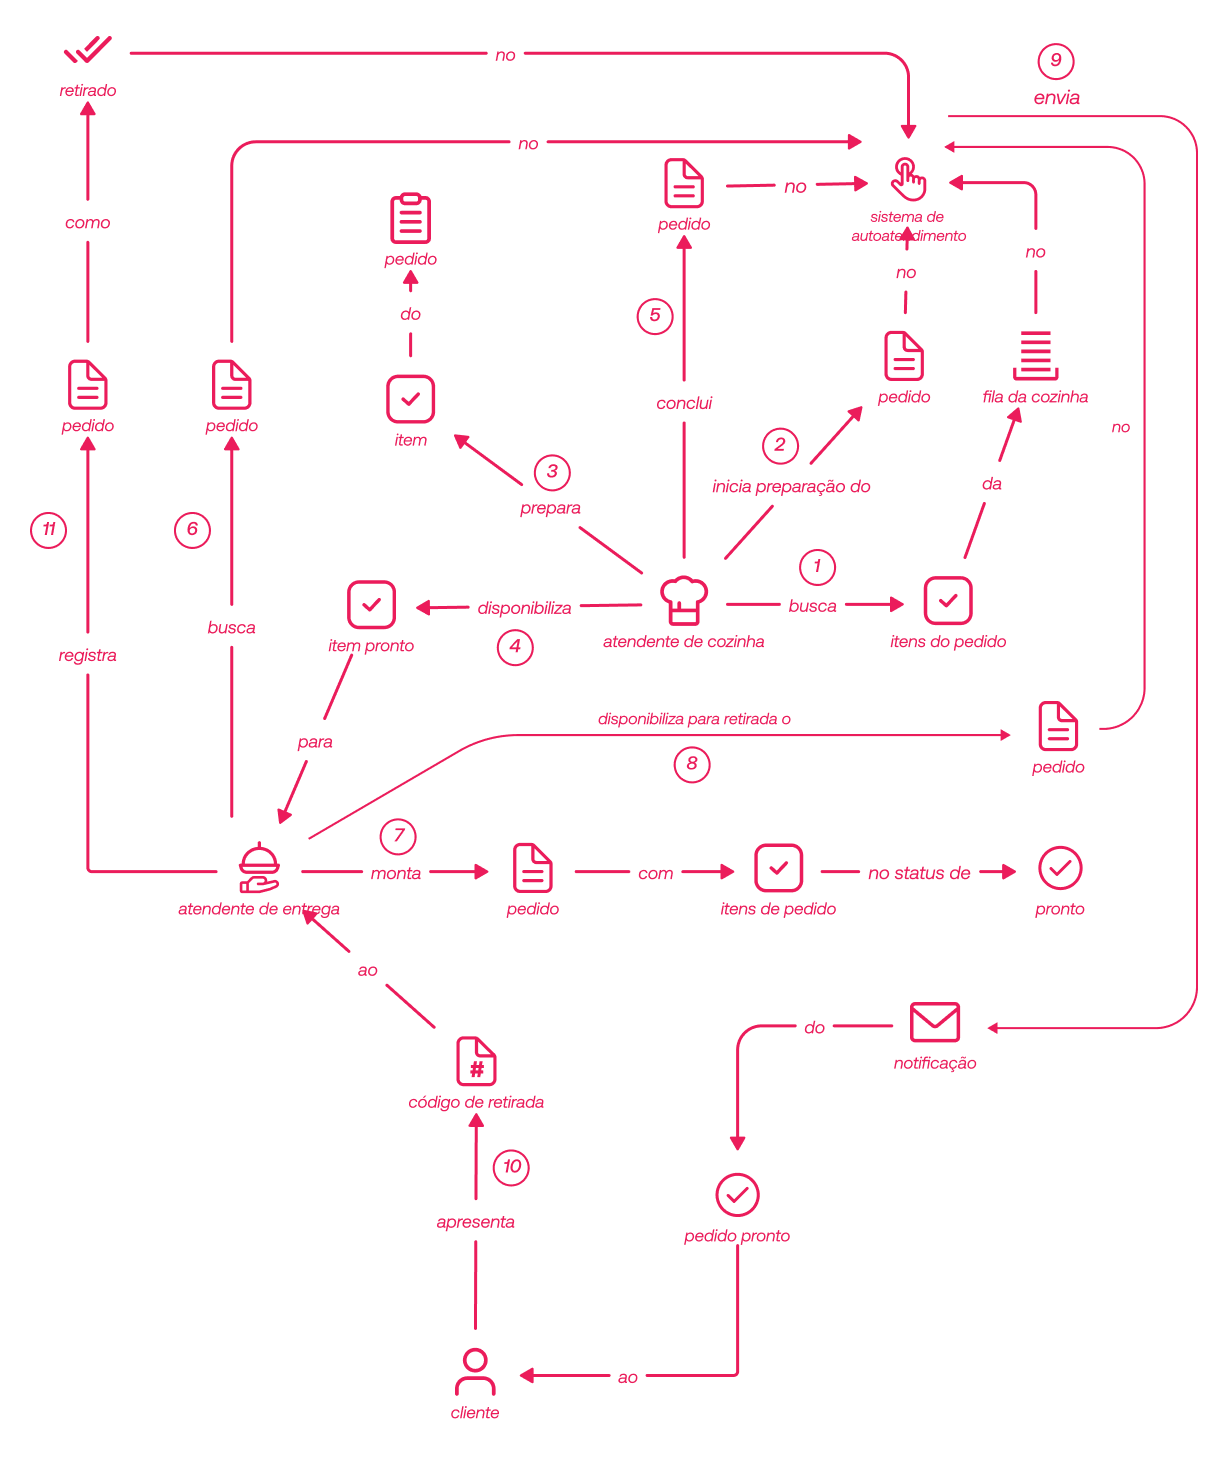 no
9
envia
retirado
no
sistema de
autoatendimento
pedido
no
como
pedido
do
item
5
conclui
pedido
no
no
fila da cozinha
no
pedido
pedido
2
inicia preparação do
3
prepara
da
11
6
registra
busca
item pronto
disponibiliza
4
atendente de cozinha
1
busca
itens do pedido
para
disponibiliza para retirada o
8
pedido
7
atendente de entrega
monta
pedido
com
itens de pedido
no status de
pronto
ao
do
notificação
código de retirada
10
apresenta
pedido pronto
ao
cliente